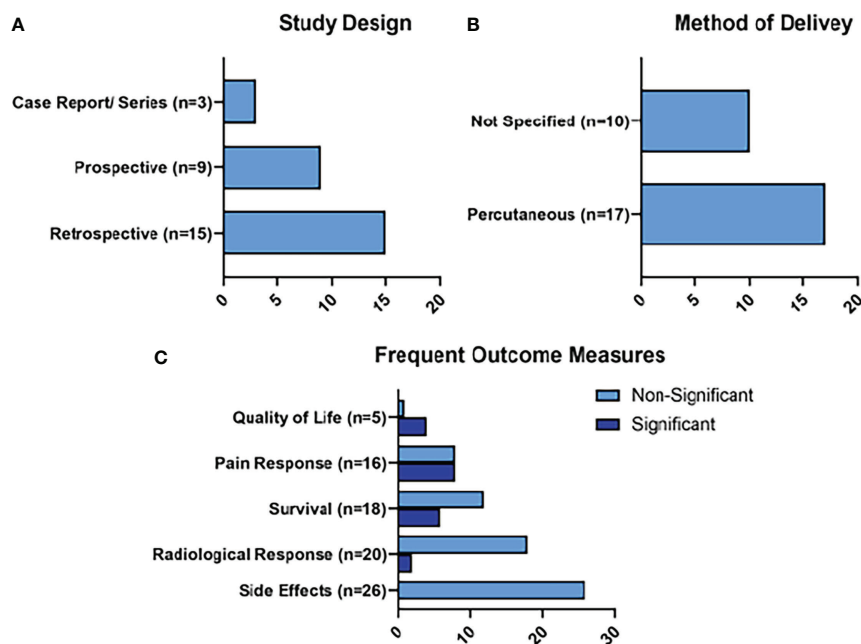 A
Study Design
Case Report/ Series (n=3)
Prospective (n=9)
Retrospective (n=15)
0 5 10 15 20
B
Method of Delivey
Not Specified (n=10)
Percutaneous (n=17)
0 5 10 15 20
C
Frequent Outcome Measures
Non-Significant
Significant
Quality of Life (n=5)
Pain Response (n=16)
Survival (n=18)
Radiological Response (n=20)
Side Effects (n=26)
0 10 20 30